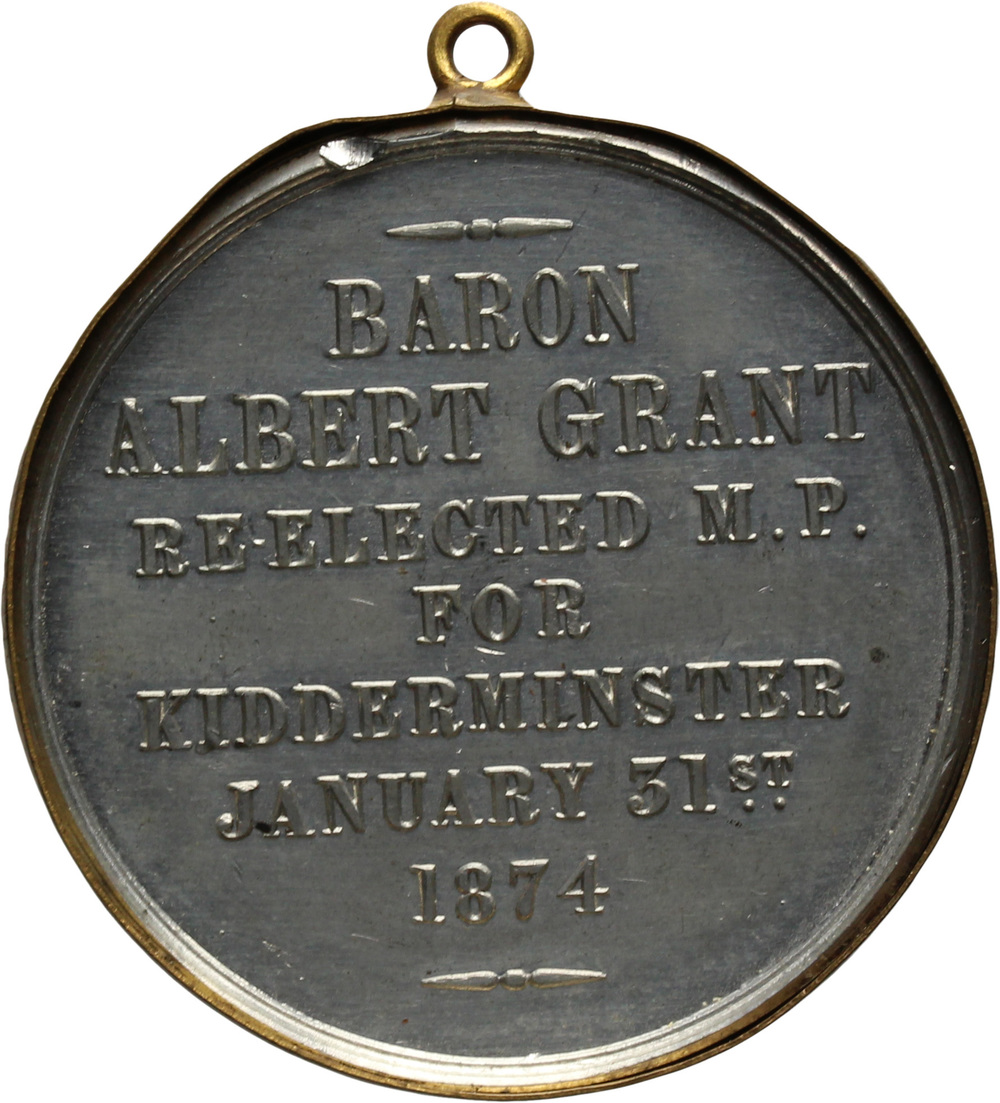 BARON
ALBERT GRANT
RE-ELECTED M.P.
FOR
KIDDERMINSTER
JANUARY 31ST
1874